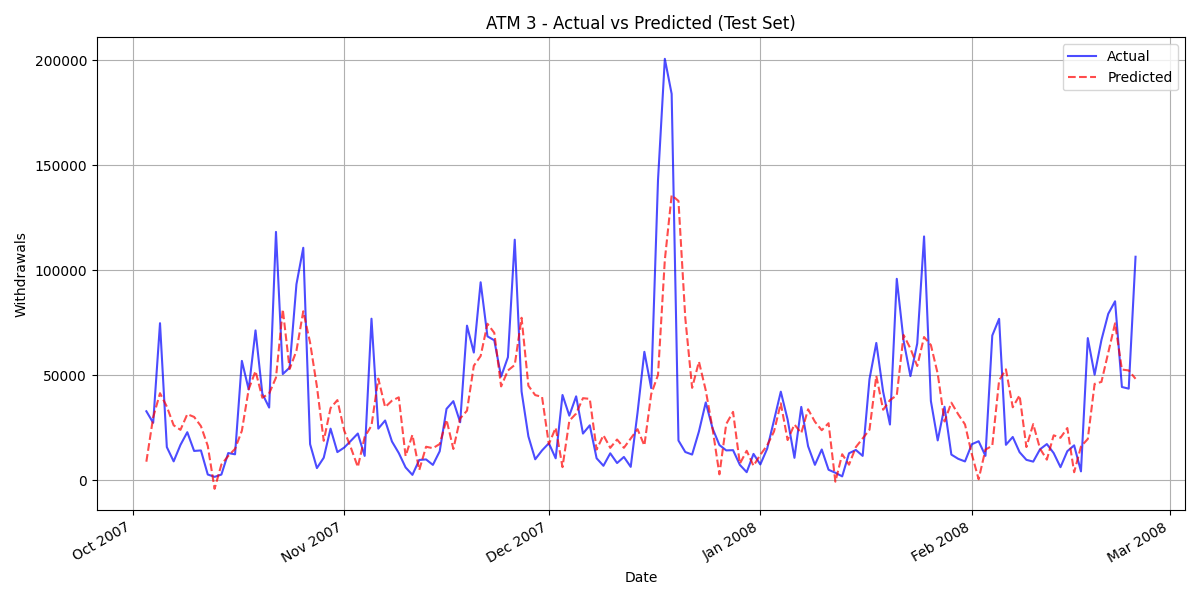 ATM 3 - Actual vs Predicted (Test Set)
Actual
Predicted
200000
150000
100000
50000
0
Withdrawals
Oct 2007
Nov 2007
Dec 2007
Jan 2008
Feb 2008
Mar 2008
Date